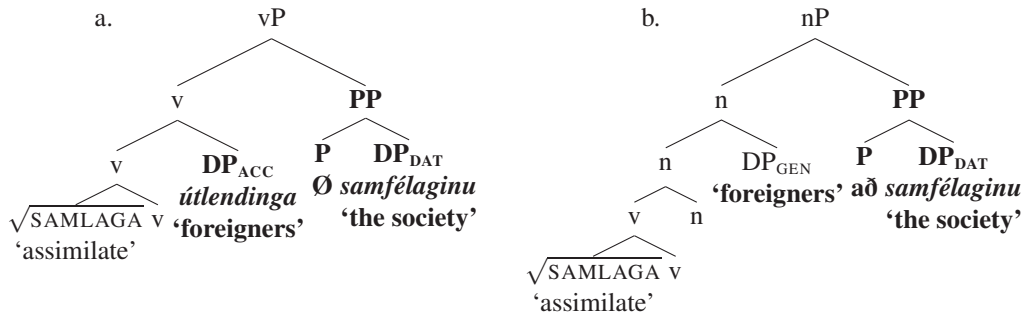 a. vP b. nP
v PP n PP
v DP_ACC P DP_DAT n DP_GEN P DP_DAT
útlendinga Ø samfélaginu ‘foreigners’ að samfélaginu
√SAMLAGA v ‘foreigners’ ‘the society’ v n ‘the society’
‘assimilate’
√SAMLAGA v
‘assimilate’